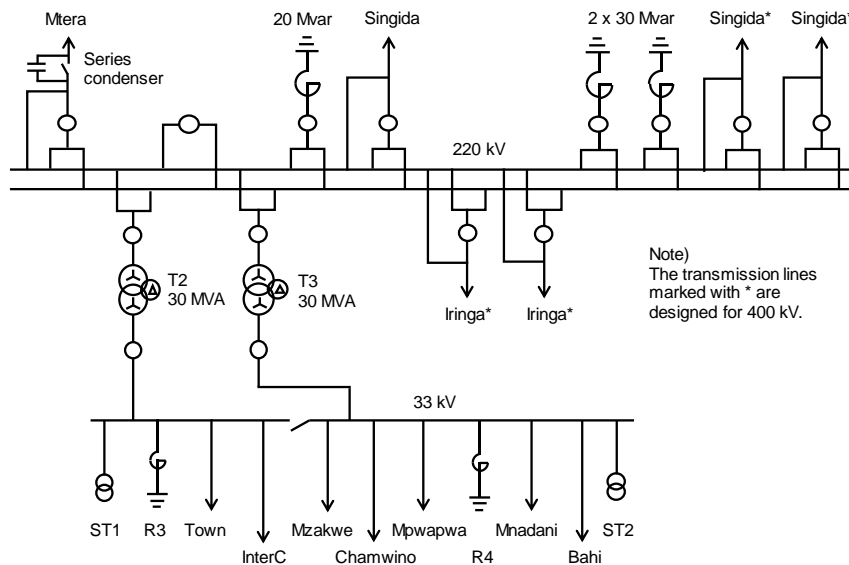 Mtera
20 Mvar
Singida
2 x 30 Mvar
Singida*
Singida*
Series
condenser
220 kV
T2
30 MVA
T3
30 MVA
Iringa*
Iringa*
Note)
The transmission lines
marked with * are
designed for 400 kV.
33 kV
ST1
R3
Town
InterC
Mzakwe
Chamwino
Mpwapwa
R4
Mnadani
Bahi
ST2